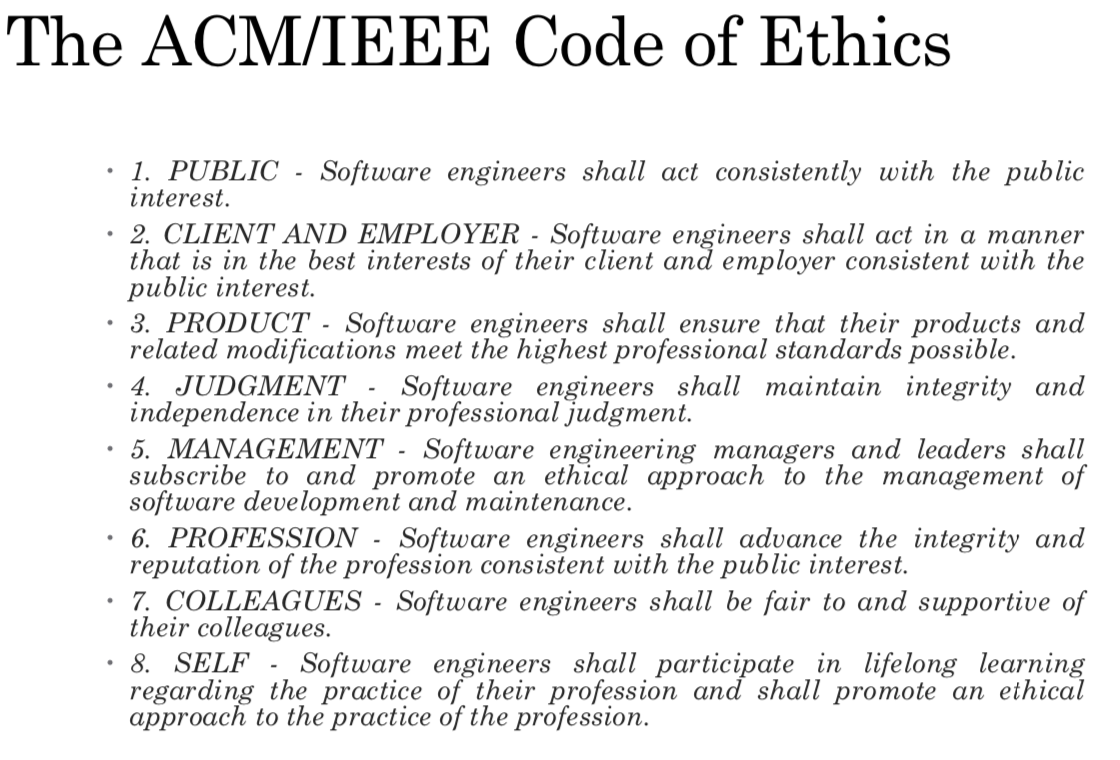 The ACM/IEEE Code of Ethics
• 1. PUBLIC - Software engineers shall act consistently with the public
interest.
• 2. CLIENT AND EMPLOYER - Software engineers shall act in a manner
that is in the best interests of their client and employer consistent with the
public interest.
• 3. PRODUCT - Software engineers shall ensure that their products and
related modifications meet the highest professional standards possible.
• 4. JUDGMENT - Software engineers shall maintain integrity and
independence in their professional judgment.
• 5. MANAGEMENT - Software engineering managers and leaders shall
subscribe to and promote an ethical approach to the management of
software development and maintenance.
• 6. PROFESSION - Software engineers shall advance the integrity and
reputation of the profession consistent with the public interest.
• 7. COLLEAGUES - Software engineers shall be fair to and supportive of
their colleagues.
• 8. SELF - Software engineers shall participate in lifelong learning
regarding the practice of their profession and shall promote an ethical
approach to the practice of the profession.